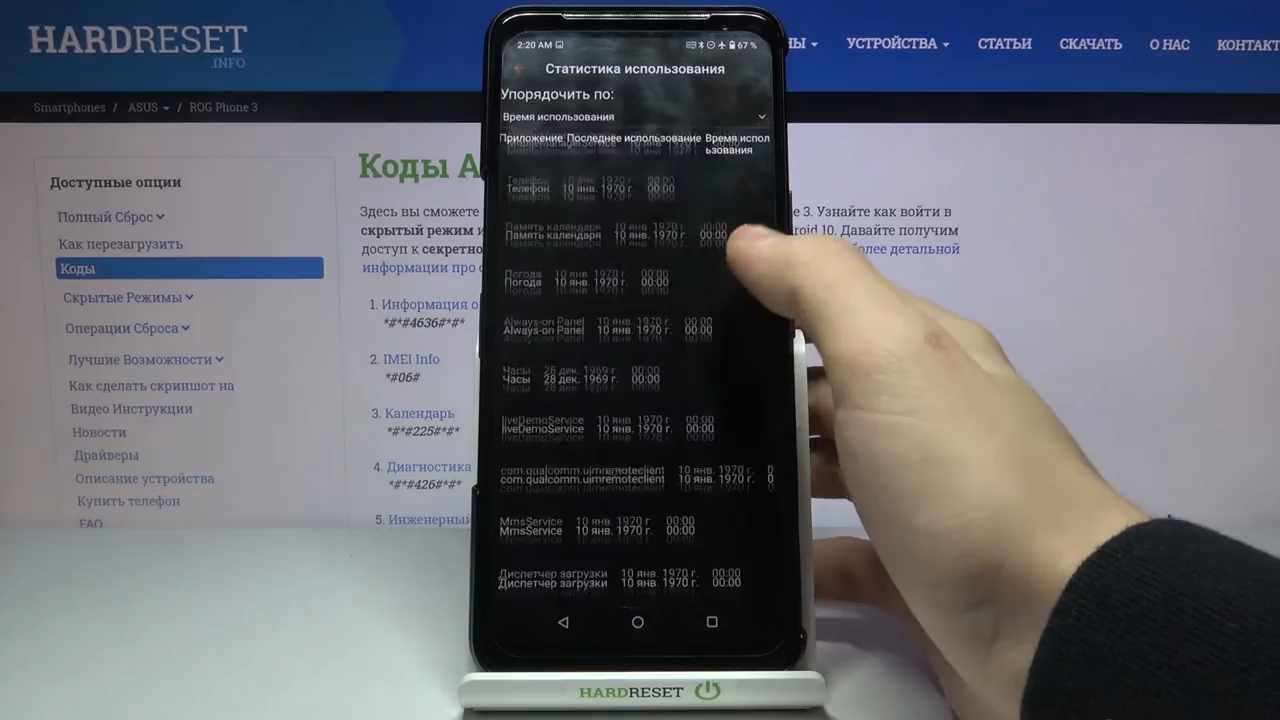 HARDRESET
.INFO
НЫ
УСТРОЙСТВА
СТАТЬИ
СКАЧАТЬ
О НАС
КОНТАКТ
Smartphones / ASUS / ROG Phone 3
Доступные опции
Полный Сброс
Как перезагрузить
Коды
Скрытые Режимы
Операции Сброса
Лучшие Возможности
Как сделать скриншот на
Видео Инструкции
Новости
Драйверы
Описание устройства
Купить телефон
FAQ
Коды A
Здесь вы сможете
скрытый режим и
доступ к секретно
информации про о
1. Информация о
*#*#4636#*#*
2. IMEI Info
*#06#
3. Календарь
*#*#225#*#*
4. Диагностика
*#*#426#*#*
5. Инженерный
e 3. Узнайте как войти в
roid 10. Давайте получим
более детальной
2:20 AM
67 %
Статистика использования
Упорядочить по:
Время использования
Приложение Последнее использование Время испол
ьзования
Телефон 10 янв. 1970 г. 00:00
Память календаря 10 янв. 1970 г. 00:00
Погода 10 янв. 1970 г. 00:00
Always-on Panel 10 янв. 1970 г. 00:00
Часы 28 дек. 1969 г. 00:00
liveDemoService 10 янв. 1970 г. 00:00
com.qualcomm.uimremoteclient 10 янв. 1970 г. 0
MmsService 10 янв. 1970 г. 00:00
Диспетчер загрузки 10 янв. 1970 г. 00:00
HARDRESET